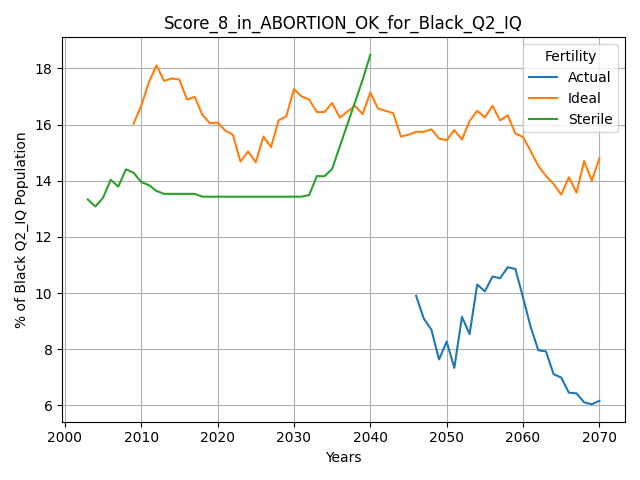 Score_8_in_ABORTION_OK_for_Black_Q2_IQ
Fertility
Actual
Ideal
Sterile
% of Black Q2_IQ Population
18
16
14
12
10
8
6
2000 2010 2020 2030 2040 2050 2060 2070
Years